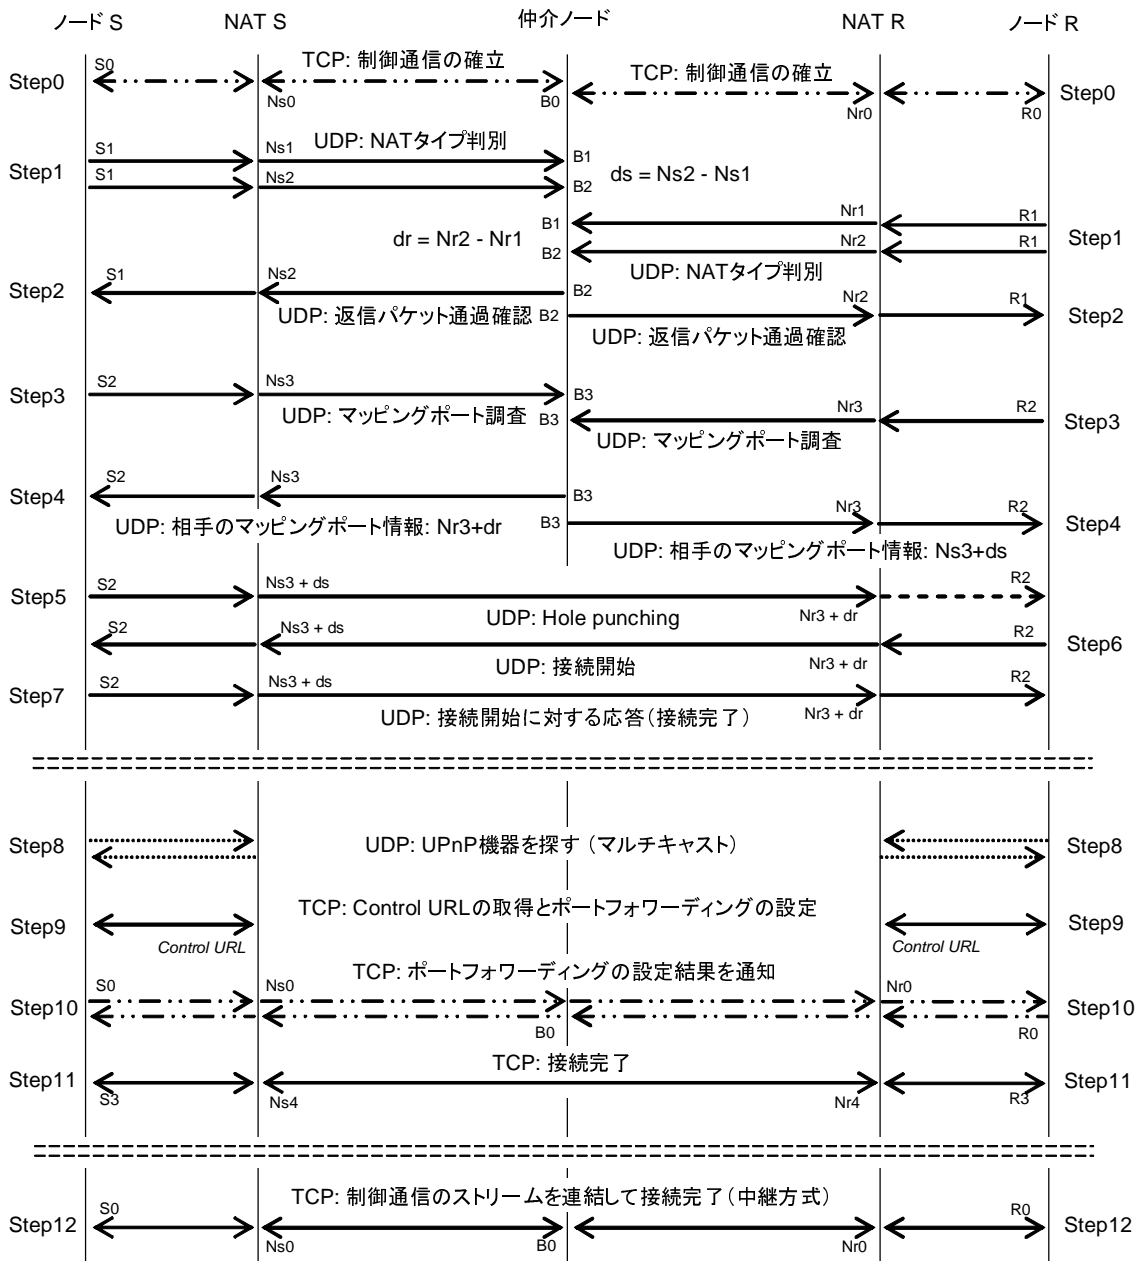 ノード S
NAT S
仲介ノード
NAT R
ノード R
Step0
S0
TCP: 制御通信の確立
Ns0
B0
TCP: 制御通信の確立
Nr0
R0
Step0
UDP: NATタイプ判別
Step1
S1
Ns1
B1
S1
Ns2
B2
ds = Ns2 - Ns1
dr = Nr2 - Nr1
B1
Nr1
R1
B2
Nr2
R1
Step1
UDP: NATタイプ判別
Step2
S1
Ns2
B2
UDP: 返信パケット通過確認
B2
Nr2
R1
Step2
UDP: 返信パケット通過確認
Step3
S2
Ns3
B3
UDP: マッピングポート調査
B3
Nr3
R2
Step3
UDP: マッピングポート調査
Step4
S2
Ns3
B3
UDP: 相手のマッピングポート情報: Nr3+dr
B3
Nr3
R2
Step4
UDP: 相手のマッピングポート情報: Ns3+ds
Step5
S2
Ns3 + ds
R2
UDP: Hole punching
Nr3 + dr
S2
Ns3 + ds
R2
Step6
UDP: 接続開始
Nr3 + dr
Step7
S2
Ns3 + ds
R2
UDP: 接続開始に対する応答(接続完了)
Nr3 + dr
Step8
UDP: UPnP機器を探す (マルチキャスト)
Step8
TCP: Control URLの取得とポートフォワーディングの設定
Step9
Control URL
Control URL
Step9
TCP: ポートフォワーディングの設定結果を通知
Step10
S0
Ns0
B0
Nr0
R0
Step10
TCP: 接続完了
Step11
S3
Ns4
Nr4
R3
Step11
TCP: 制御通信のストリームを連結して接続完了(中継方式)
Step12
S0
Ns0
B0
Nr0
R0
Step12